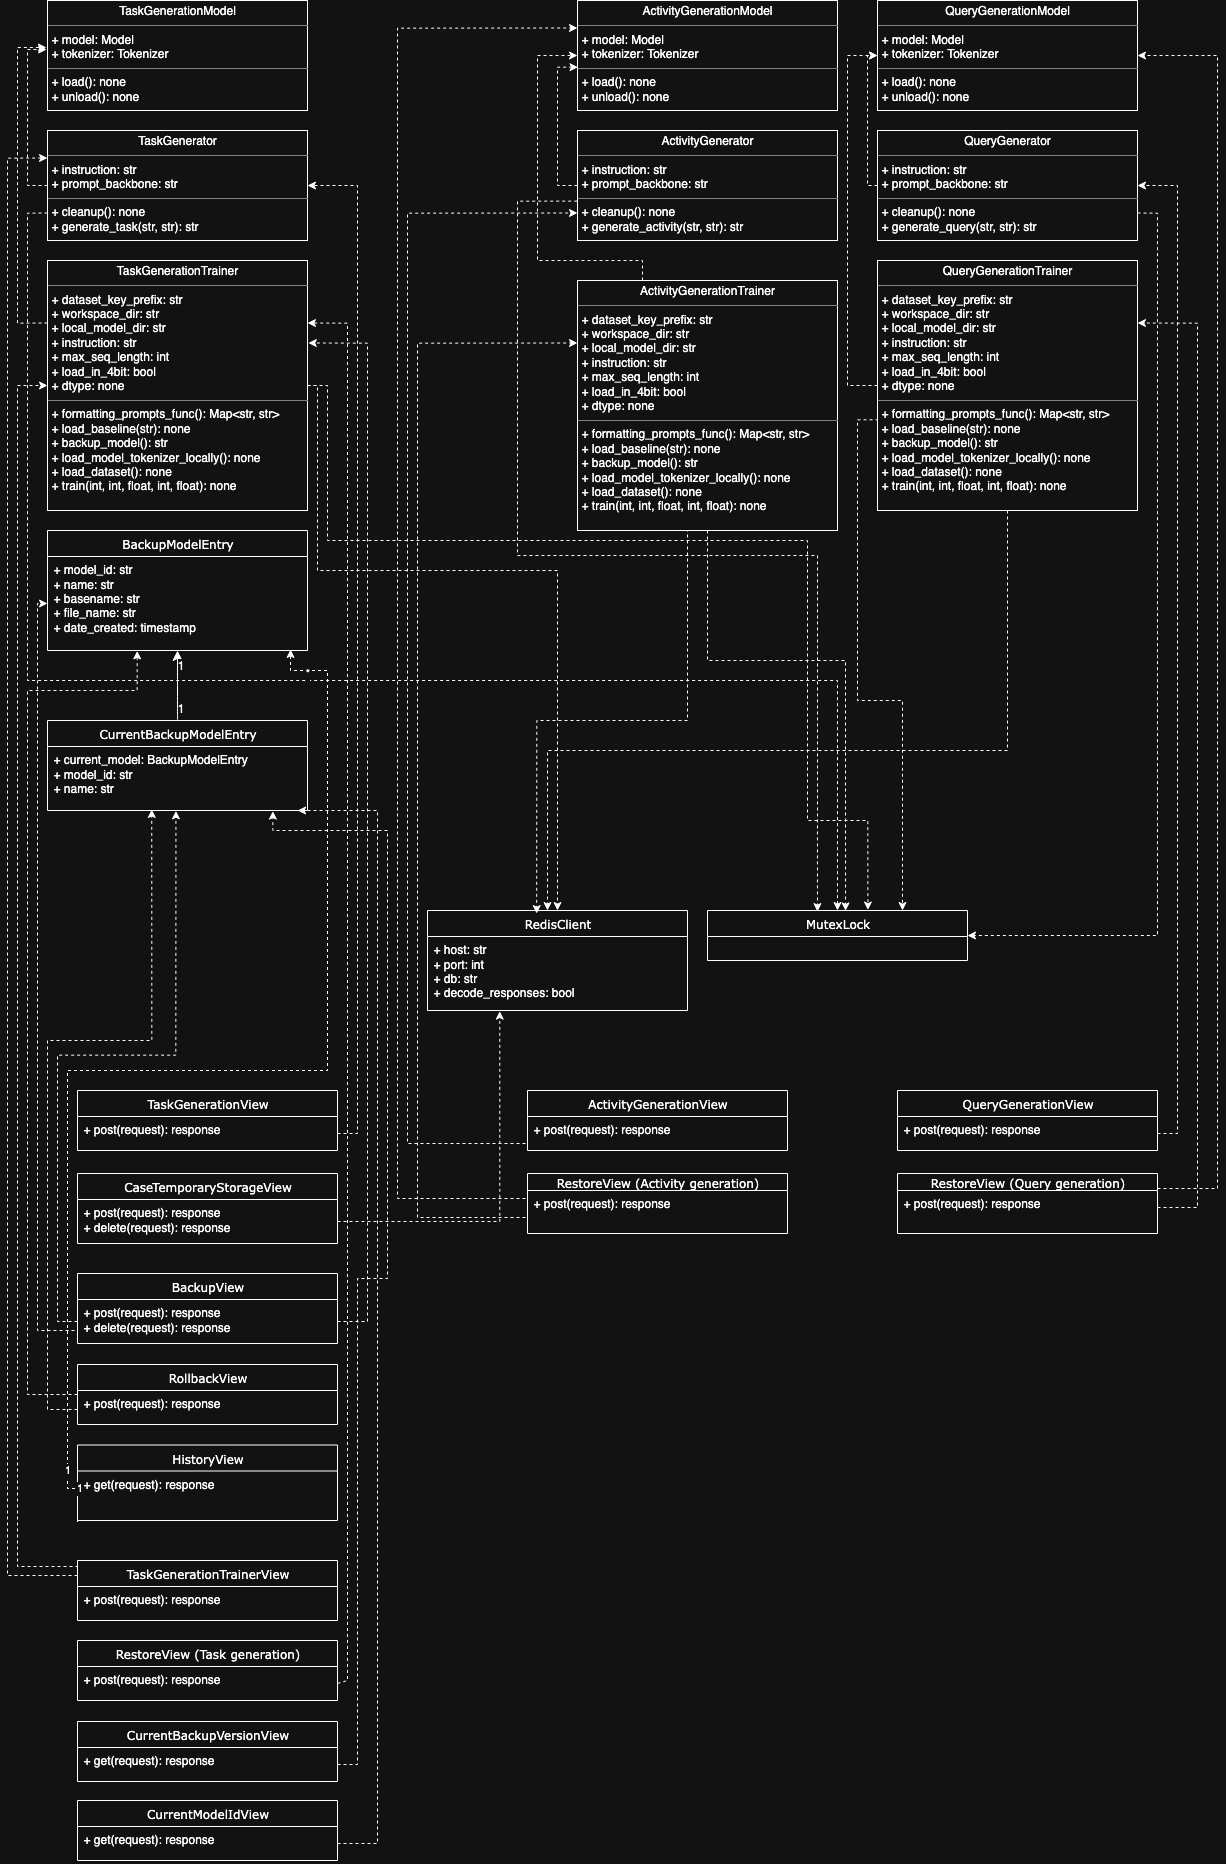 TaskGenerationModel
+ model: Model
+ tokenizer: Tokenizer
+ load(): none
+ unload(): none
ActivityGenerationModel
+ model: Model
+ tokenizer: Tokenizer
+ load(): none
+ unload(): none
QueryGenerationModel
+ model: Model
+ tokenizer: Tokenizer
+ load(): none
+ unload(): none
TaskGenerator
+ instruction: str
+ prompt_backbone: str
+ cleanup(): none
+ generate_task(str, str): str
ActivityGenerator
+ instruction: str
+ prompt_backbone: str
+ cleanup(): none
+ generate_activity(str, str): str
QueryGenerator
+ instruction: str
+ prompt_backbone: str
+ cleanup(): none
+ generate_query(str, str): str
TaskGenerationTrainer
+ dataset_key_prefix: str
+ workspace_dir: str
+ local_model_dir: str
+ instruction: str
+ max_seq_length: int
+ load_in_4bit: bool
+ dtype: none
+ formatting_prompts_func(): Map<str, str>
+ load_baseline(str): none
+ backup_model(): str
+ load_model_tokenizer_locally(): none
+ load_dataset(): none
+ train(int, int, float, int, float): none
ActivityGenerationTrainer
+ dataset_key_prefix: str
+ workspace_dir: str
+ local_model_dir: str
+ instruction: str
+ max_seq_length: int
+ load_in_4bit: bool
+ dtype: none
+ formatting_prompts_func(): Map<str, str>
+ load_baseline(str): none
+ backup_model(): str
+ load_model_tokenizer_locally(): none
+ load_dataset(): none
+ train(int, int, float, int, float): none
QueryGenerationTrainer
+ dataset_key_prefix: str
+ workspace_dir: str
+ local_model_dir: str
+ instruction: str
+ max_seq_length: int
+ load_in_4bit: bool
+ dtype: none
+ formatting_prompts_func(): Map<str, str>
+ load_baseline(str): none
+ backup_model(): str
+ load_model_tokenizer_locally(): none
+ load_dataset(): none
+ train(int, int, float, int, float): none
BackupModelEntry
+ model_id: str
+ name: str
+ basename: str
+ file_name: str
+ date_created: timestamp
1
1
CurrentBackupModelEntry
+ current_model: BackupModelEntry
+ model_id: str
+ name: str
RedisClient
+ host: str
+ port: int
+ db: str
+ decode_responses: bool
MutexLock
TaskGenerationView
+ post(request): response
ActivityGenerationView
+ post(request): response
QueryGenerationView
+ post(request): response
CaseTemporaryStorageView
+ post(request): response
+ delete(request): response
RestoreView (Activity generation)
+ post(request): response
RestoreView (Query generation)
+ post(request): response
BackupView
+ post(request): response
+ delete(request): response
RollbackView
+ post(request): response
HistoryView
1
1
+ get(request): response
TaskGenerationTrainerView
+ post(request): response
RestoreView (Task generation)
+ post(request): response
CurrentBackupVersionView
+ get(request): response
CurrentModelIdView
+ get(request): response